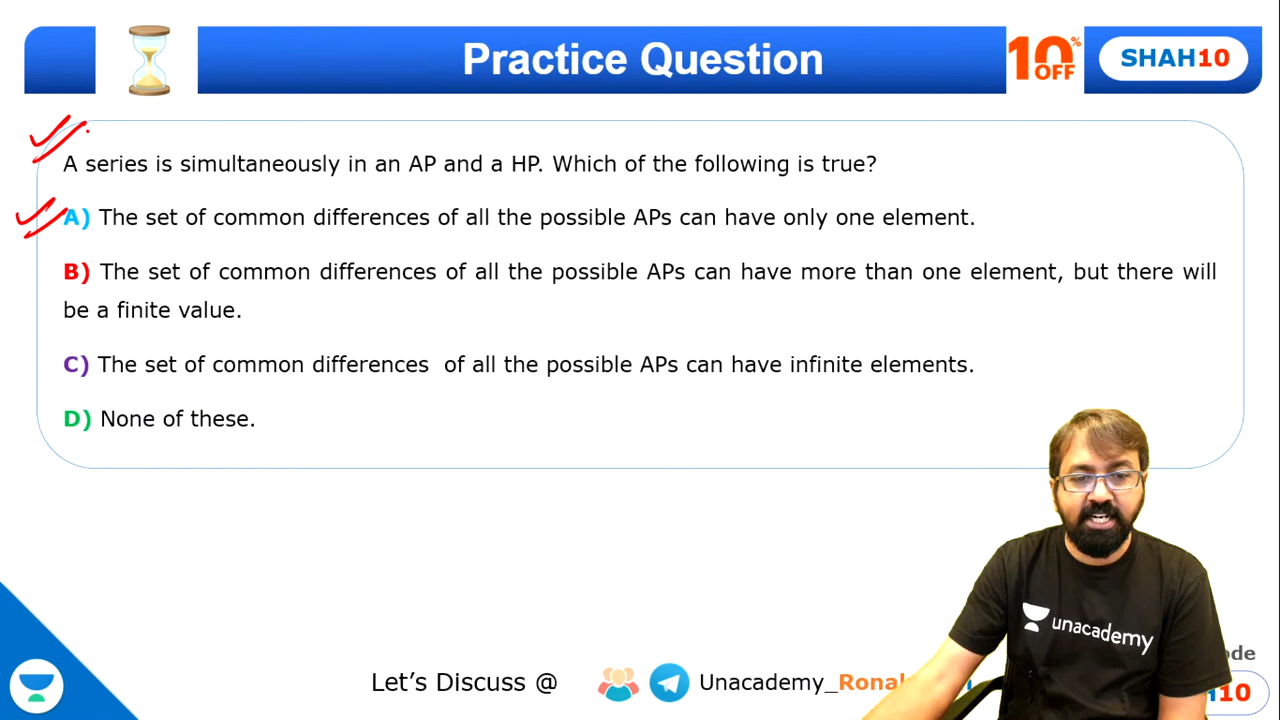 Practice Question
10% OFF
SHAH10
A series is simultaneously in an AP and a HP. Which of the following is true?
A) The set of common differences of all the possible APs can have only one element.
B) The set of common differences of all the possible APs can have more than one element, but there will
be a finite value.
C) The set of common differences of all the possible APs can have infinite elements.
D) None of these.
unacademy
Let's Discuss @
Unacademy_
10